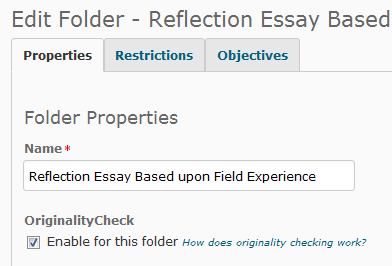 Edit Folder - Reflection Essay Based
Properties Restrictions Objectives
Folder Properties
Name*
Reflection Essay Based upon Field Experience
OriginalityCheck
Enable for this folder How does originality checking work?